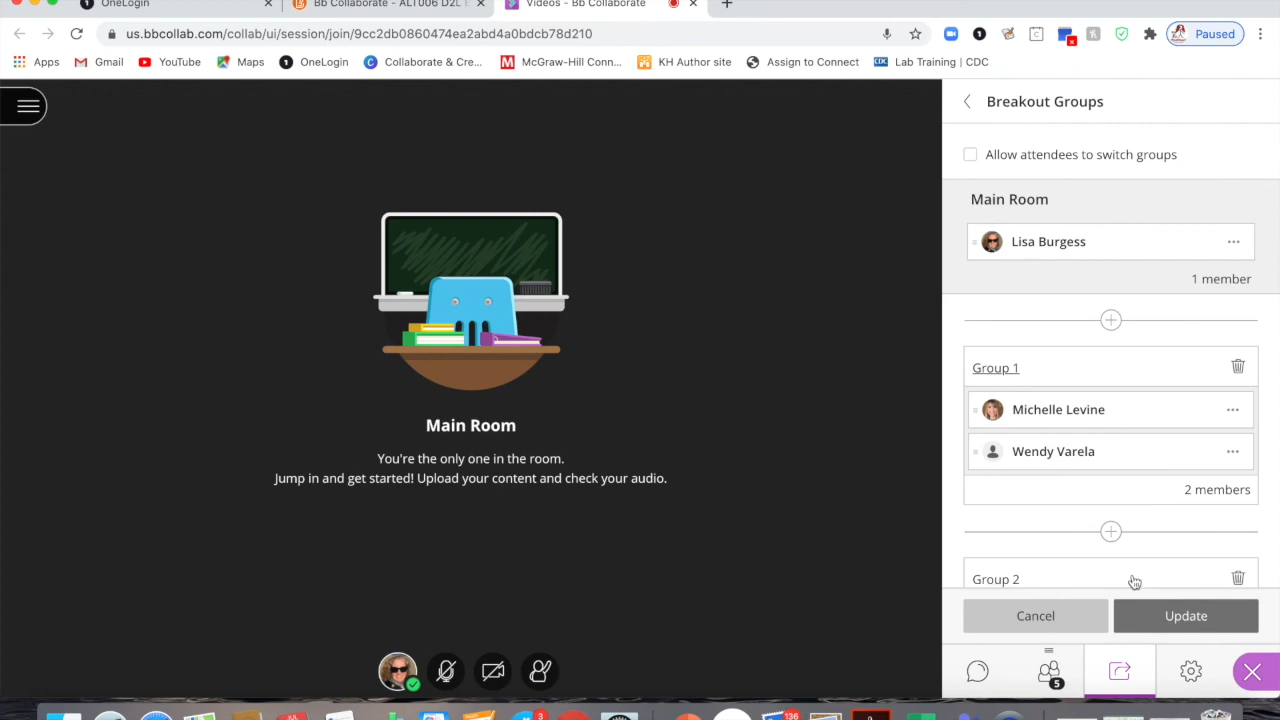 OneLogin
Bb Collaborate - ALT006 D2L E
Videos - Bb Collaborate
us.bbcollab.com/collab/ui/session/join/9cc2db0860474ea2abd4a0bdcb78d210
Paused
Apps
Gmail
YouTube
Maps
OneLogin
Collaborate & Cre...
McGraw-Hill Conn...
KH Author site
Assign to Connect
Lab Training | CDC
Breakout Groups
Allow attendees to switch groups
Main Room
Lisa Burgess
1 member
Group 1
Michelle Levine
Wendy Varela
2 members
Group 2
Cancel
Update
5
Main Room
You're the only one in the room.
Jump in and get started! Upload your content and check your audio.
3
136